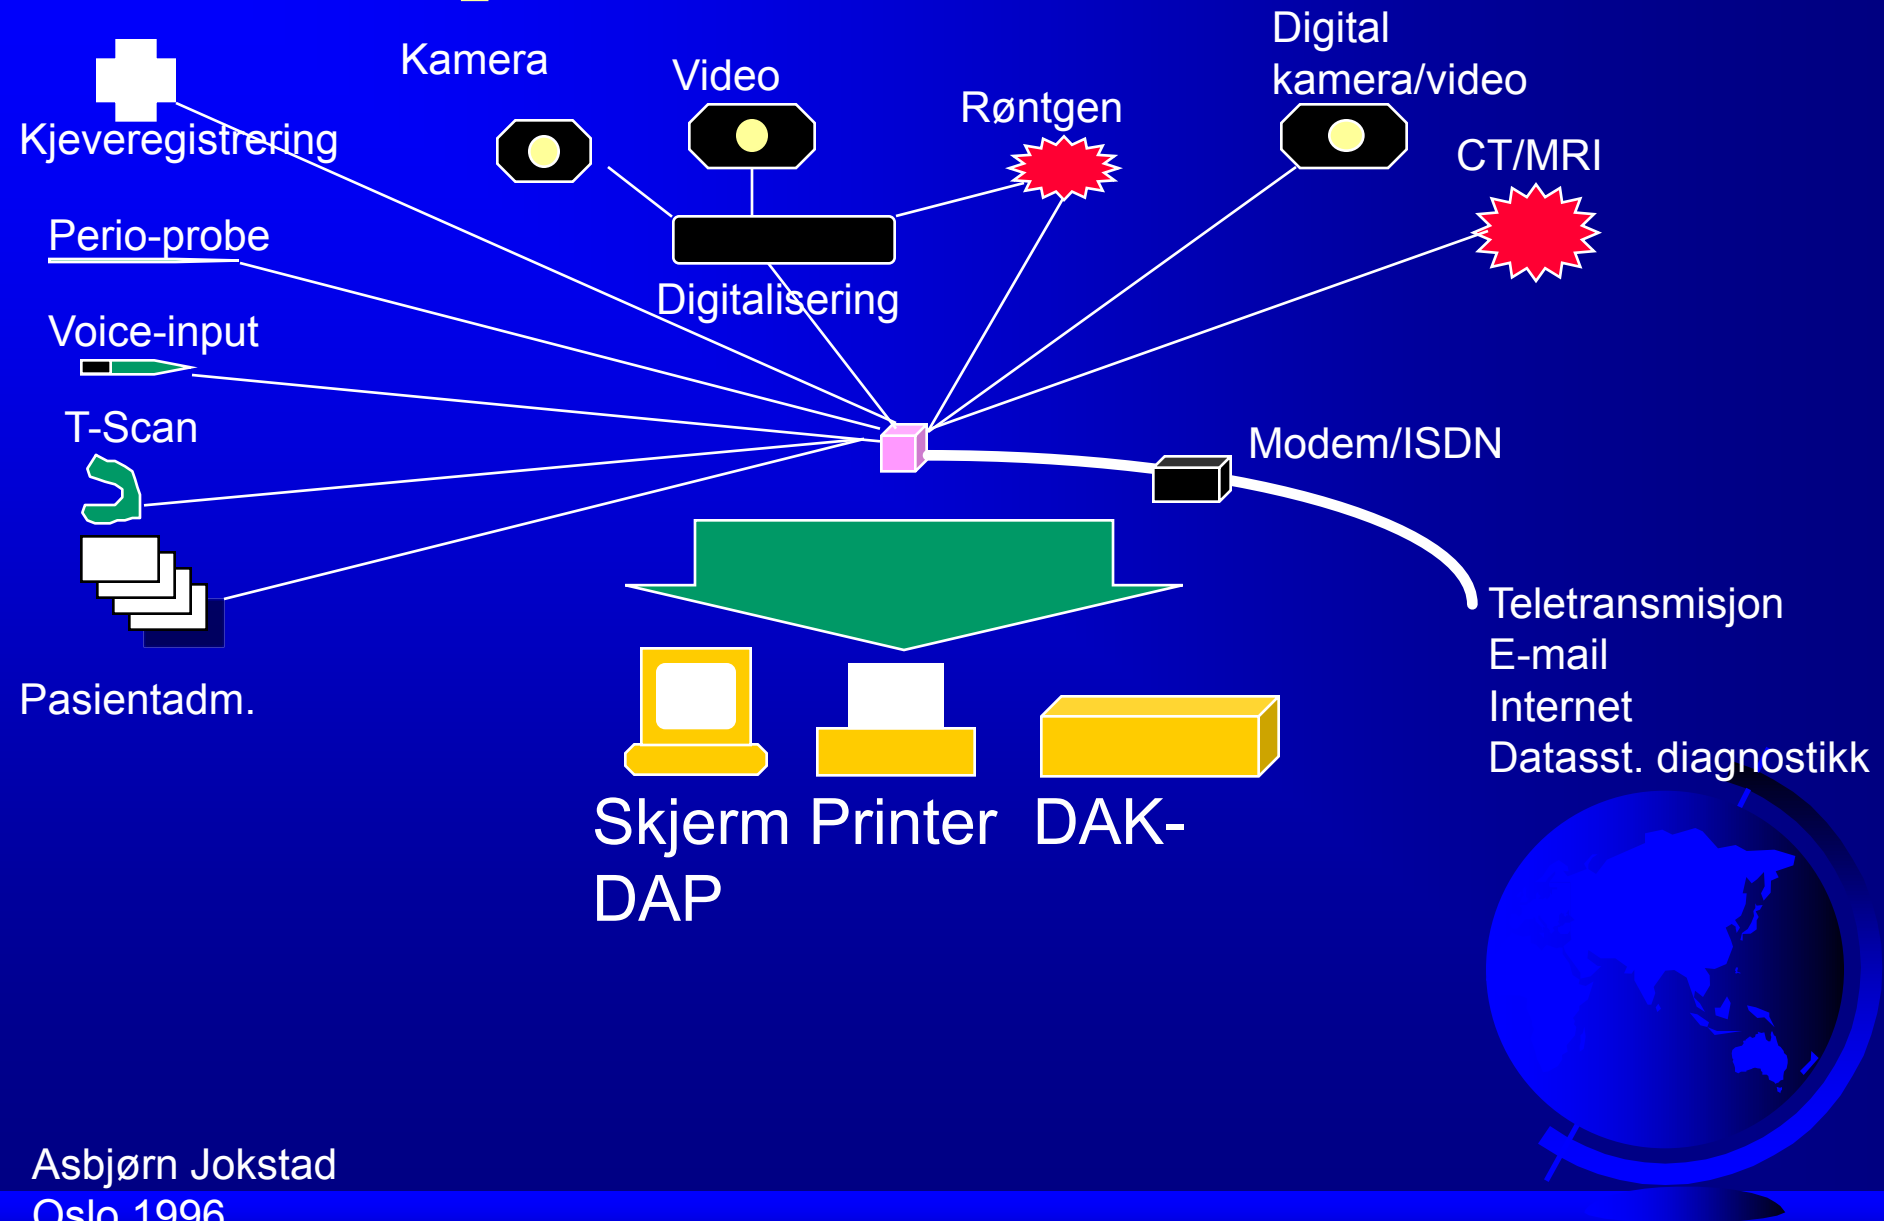 Digital
kamera/video
Kamera
Video
Røntgen
Kjeveregistrering
CT/MRI
Perio-probe
Digitalisering
Voice-input
T-Scan
Modem/ISDN
Pasientadm.
Teletransmisjon
E-mail
Internet
Datasst. diagnostikk
Skjerm Printer DAK-
DAP
Asbjørn Jokstad
Oslo 1996